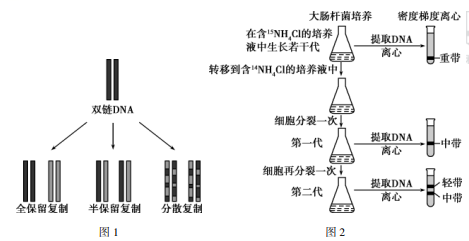 双链DNA
全保留复制 半保留复制 分散复制
图 1
大肠杆菌培养 密度梯度离心
在含¹⁵NH₄Cl的培养
液中生长若干代
提取DNA
离心
重带
转移到含¹⁴NH₄Cl的培养液中
细胞分裂一次
第一代
提取DNA
离心
中带
细胞再分裂一次
第二代
提取DNA
离心
轻带
中带
图 2